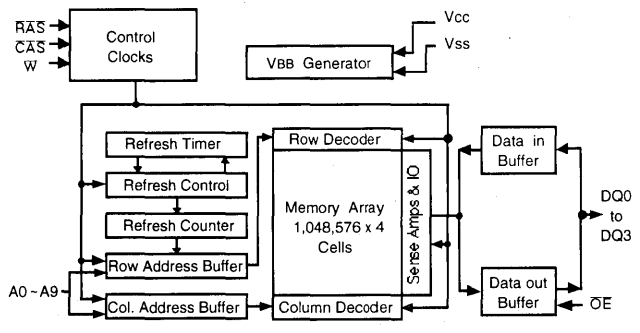 RAS
CAS
W
Control
Clocks
Vcc
Vss
VBB Generator
Refresh Timer
Refresh Control
Refresh Counter
Row Address Buffer
Col. Address Buffer
A0 ~ A9
Row Decoder
Memory Array
1,048,576 x 4
Cells
Column Decoder
Sense Amps & IO
Data in
Buffer
Data out
Buffer
DQ0
to
DQ3
OE